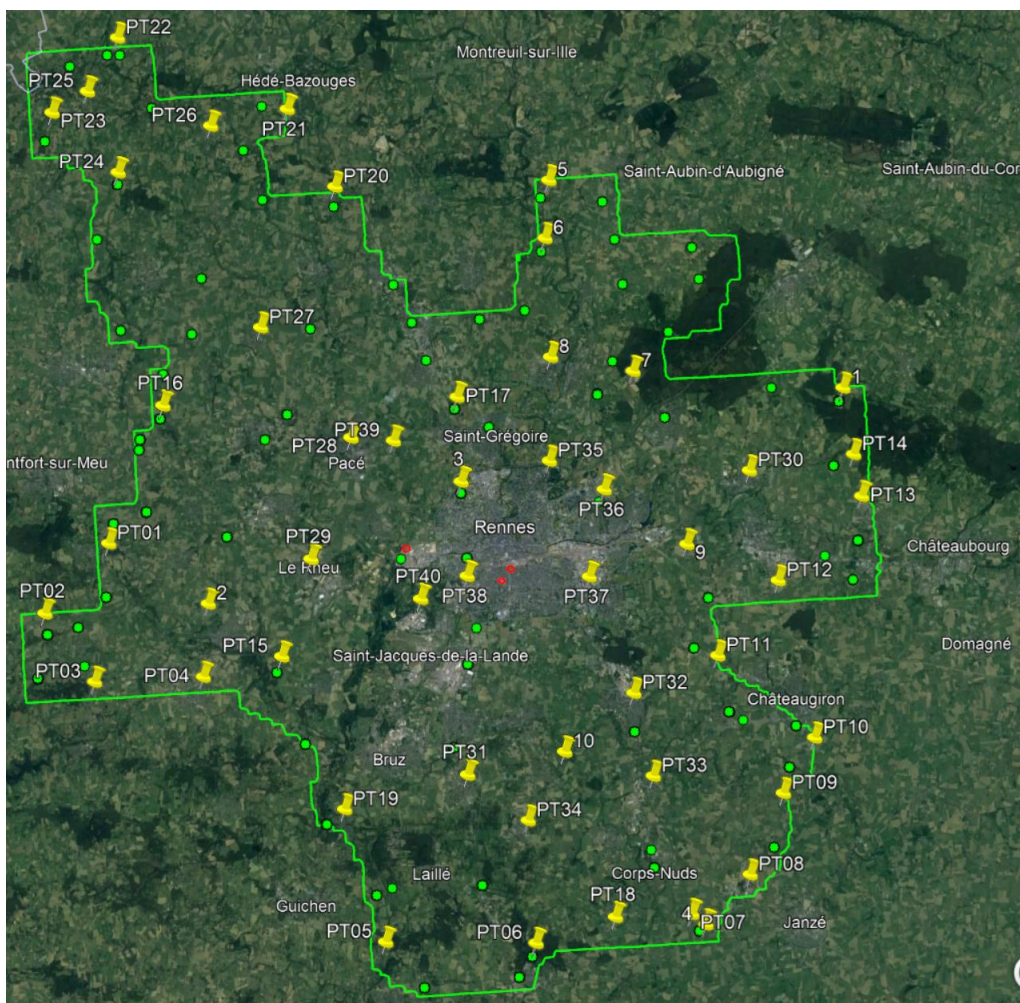 PT22
Montreuil-sur-Ille
PT25
Hédé-Bazouges
PT23
PT26
PT21
PT24
PT20
5
Saint-Aubin-d'Aubigné
Saint-Aubin-du-Cor
6
PT27
8
7
1
PT16
PT17
PT39
PT28
Saint-Grégoire
PT14
Pacé
PT35
PT30
ntfort-sur-Meu
3
PT13
PT36
PT01
Rennes
PT29
9
Châteaubourg
Le Rheu
PT40
PT12
PT38
PT37
PT02
2
PT15
Saint-Jacques-de-la-Lande
PT11
Domagné
PT03
PT04
PT32
Châteaugiron
PT10
10
PT31
Bruz
PT33
PT09
PT19
PT34
Laillé
Corps-Nuds
PT08
PT18
Guichen
4
PT07
Janzé
PT05
PT06